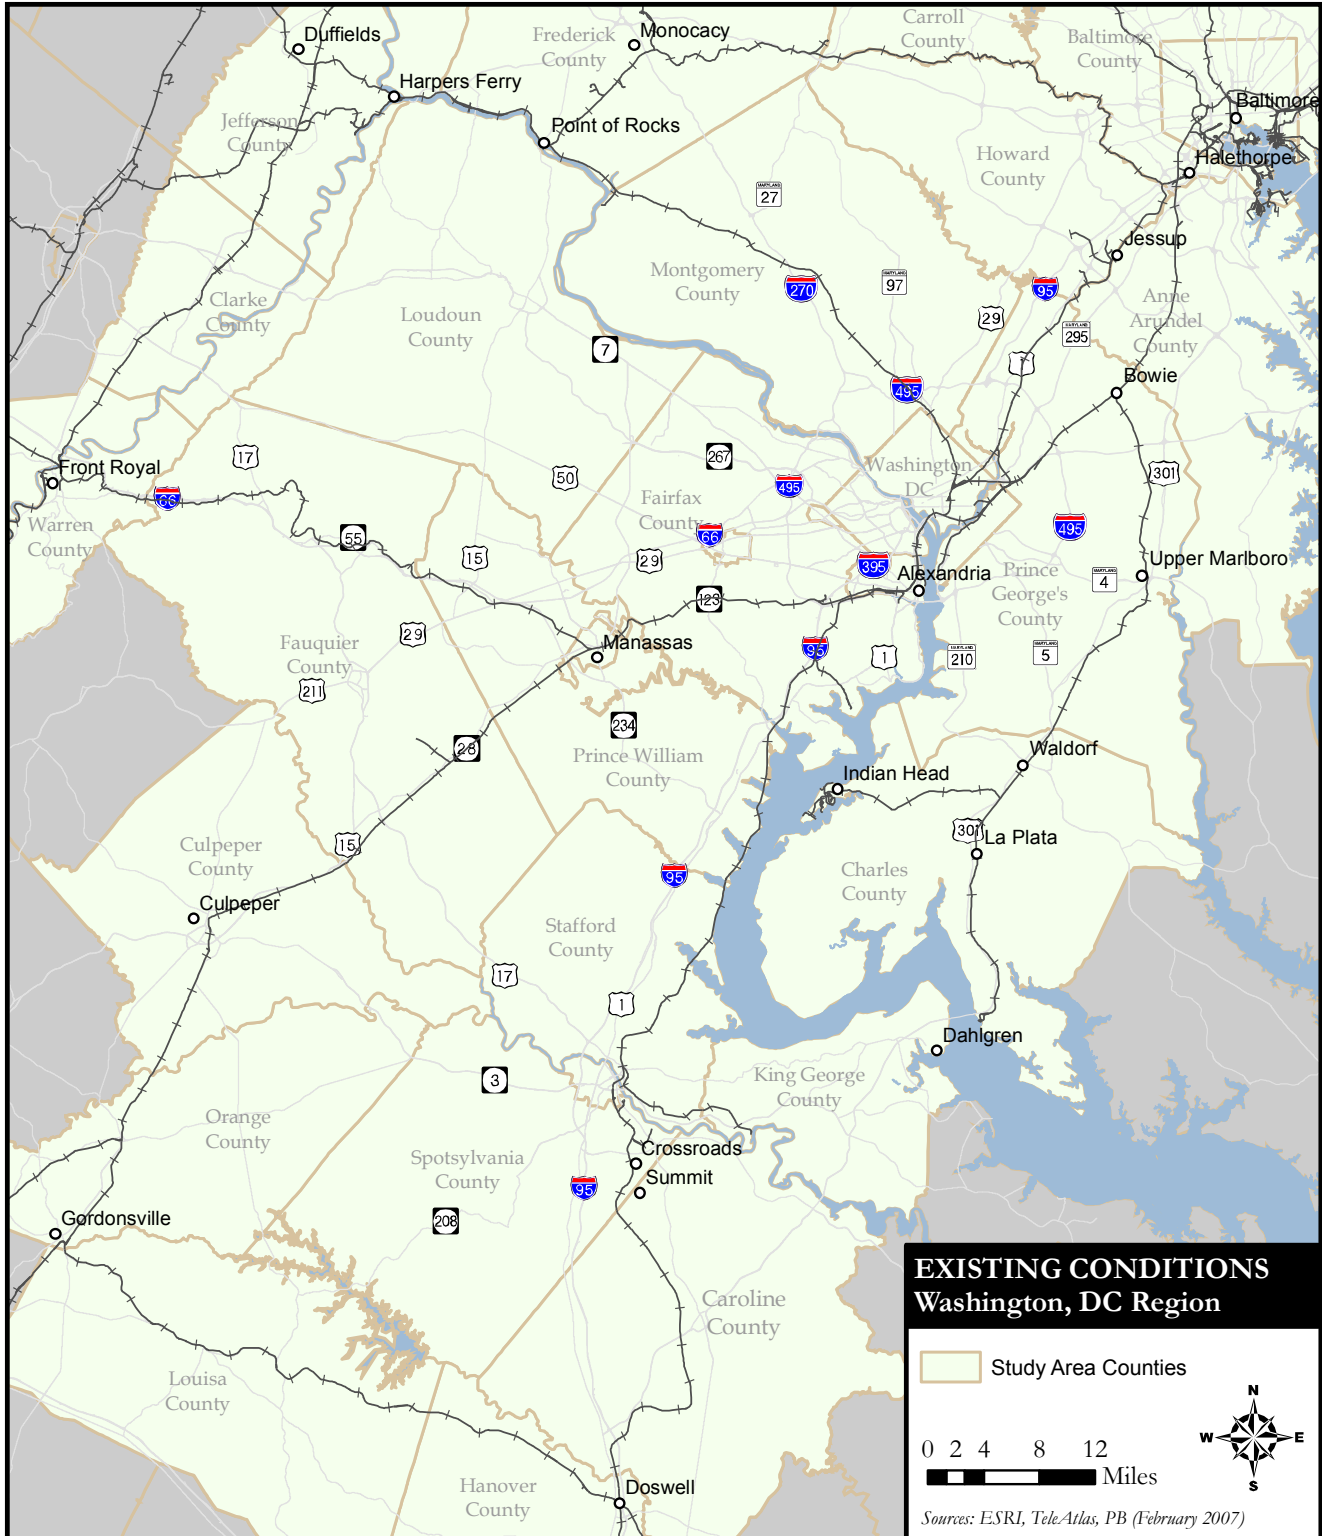 Duffields
Frederick
County
Monocacy
Carroll
County
Baltimore
County
Harpers Ferry
Baltimore
Jefferson
County
Point of Rocks
Howard
County
Halethorpe
MARYLAND
27
Jessup
Montgomery
County
270
MARYLAND
97
95
Clarke
County
Loudoun
County
Anne
Arundel
County
29
MARYLAND
295
7
1
Bowie
495
17
267
Washington
DC
Front Royal
66
50
495
301
Fairfax
County
Warren
County
55
66
495
15
29
395
Upper Marlboro
Alexandria
Prince
George's
County
MARYLAND
4
123
29
Fauquier
County
Manassas
95
1
MARYLAND
210
MARYLAND
5
211
234
28
Prince William
County
Waldorf
Indian Head
15
301
La Plata
Culpeper
County
95
Charles
County
Culpeper
Stafford
County
17
1
Dahlgren
3
King George
County
Orange
County
Crossroads
Spotsylvania
County
Summit
95
Gordonsville
208
EXISTING CONDITIONS
Washington, DC Region
Caroline
County
Study Area Counties
Louisa
County
N
W
E
S
0 2 4 8 12
Miles
Hanover
County
Doswell
Sources: ESRI, TeleAtlas, PB (February 2007)